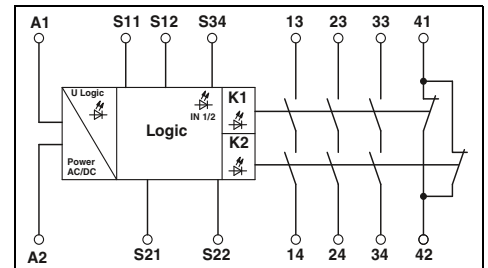 A1 S11 S12 S34 13 23 33 41
U Logic
IN 1/2
K1
Logic
K2
Power
AC/DC
A2 S21 S22 14 24 34 42